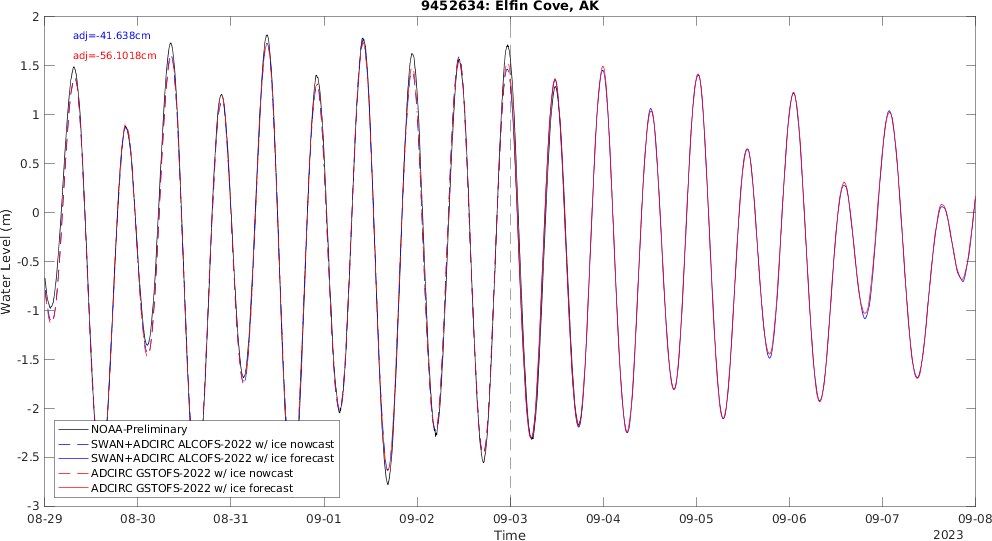 9452634: Elfin Cove, AK
adj=-41.638cm
adj=-56.1018cm
Water Level (m)
2
1.5
1
0.5
0
-0.5
-1
-1.5
-2
-2.5
-3
NOAA-Preliminary
SWAN+ADCIRC ALCOFS-2022 w/ ice nowcast
SWAN+ADCIRC ALCOFS-2022 w/ ice forecast
ADCIRC GSTOFS-2022 w/ ice nowcast
ADCIRC GSTOFS-2022 w/ ice forecast
08-29 08-30 08-31 09-01 09-02 09-03 09-04 09-05 09-06 09-07 09-08
Time
2023